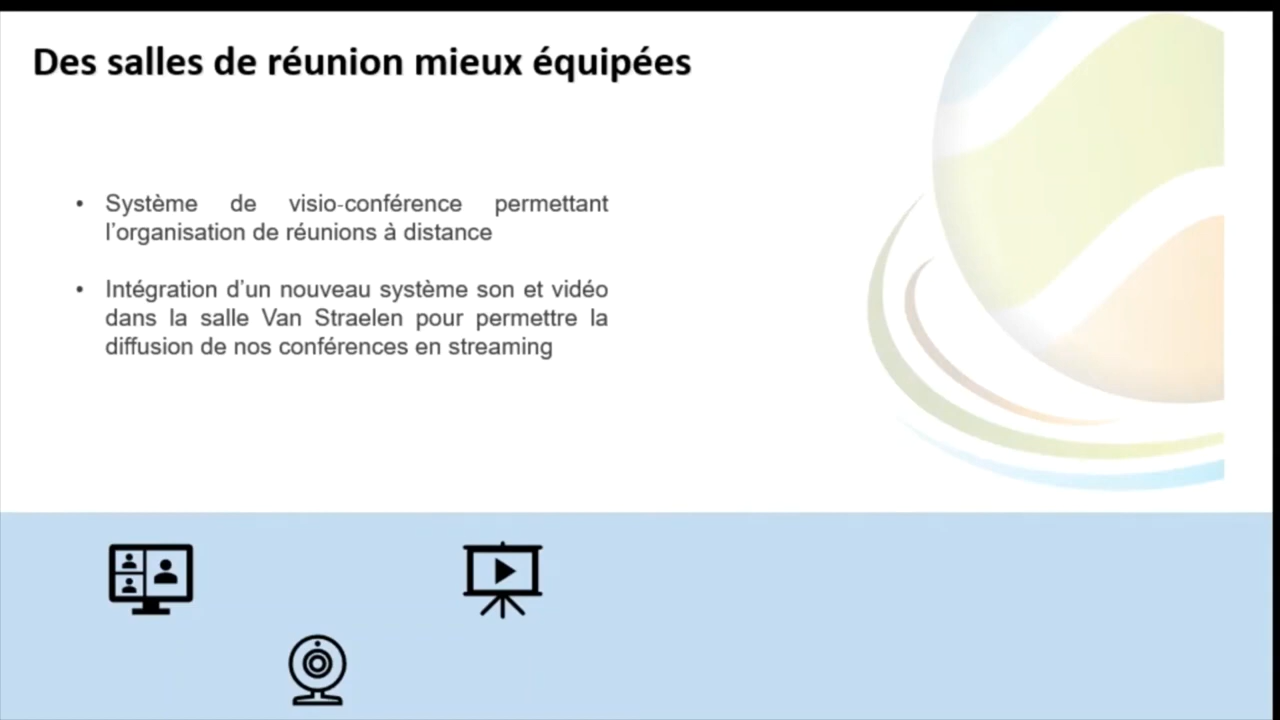 Des salles de réunion mieux équipées
• Système de visio-conférence permettant
l’organisation de réunions à distance
• Intégration d’un nouveau système son et vidéo
dans la salle Van Straelen pour permettre la
diffusion de nos conférences en streaming